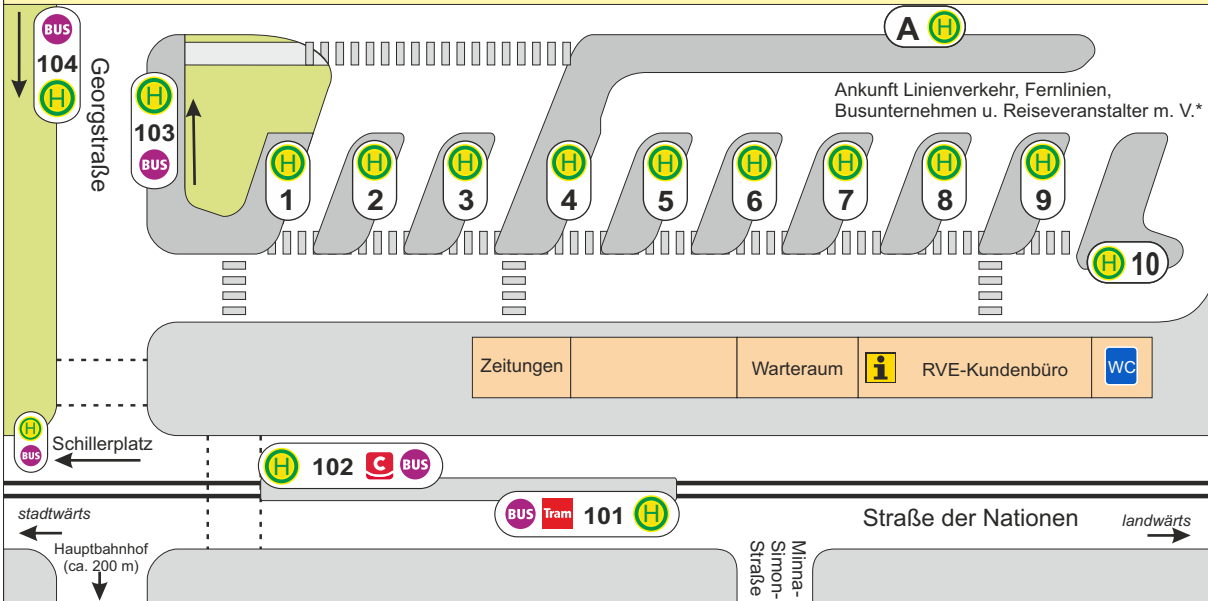 BUS
104
H
Georgstraße
H
103
BUS
A H
Ankunft Linienverkehr, Fernlinien,
Busunternehmen u. Reiseveranstalter m. V.*
H
1
H
2
H
3
H
4
H
5
H
6
H
7
H
8
H
9
H 10
Zeitungen
Warteraum
i RVE-Kundenbüro
WC
H
BUS
Schillerplatz
H 102 C BUS
BUS Tram 101 H
stadtwärts
Straße der Nationen
landwärts
Hauptbahnhof
(ca. 200 m)
Minna-
Simon-
Straße